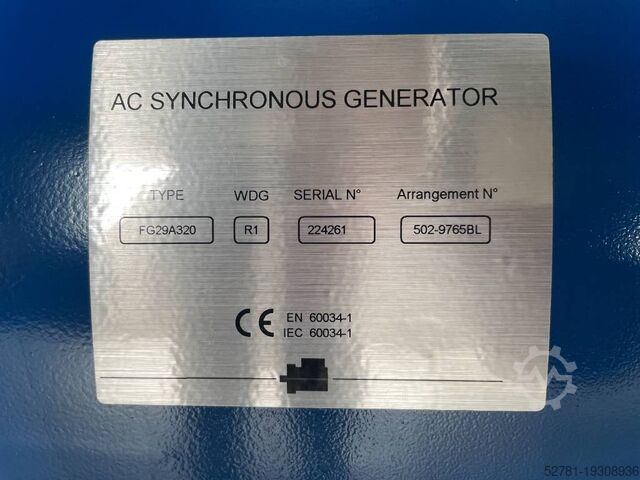 AC SYNCHRONOUS GENERATOR
TYPE WDG SERIAL N° Arrangement N°
FG29A320 R1 224261 502-9765BL
CE EN 60034-1
IEC 60034-1
52781-19308936